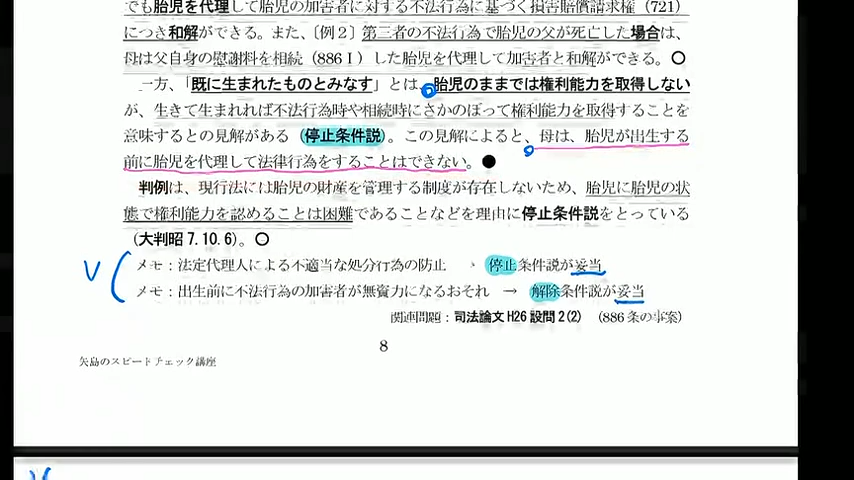 でも胎児を代理して胎児の加害者に対する不法行為に基づく損害賠償請求権（721）
につき和解ができる。また、〔例２〕第三者の不法行為で胎児の父が死亡した場合は、
母は父自身の慰謝料を相続（886Ⅰ）した胎児を代理して加害者と和解ができる。○
一方、「既に生まれたものとみなす」とは、胎児のままでは権利能力を取得しない
が、生きて生まれれば不法行為時や相続時にさかのぼって権利能力を取得することを
意味するとの見解がある（停止条件説）。この見解によると、母は、胎児が出生する
前に胎児を代理して法律行為をすることはできない。●
判例は、現行法には胎児の財産を管理する制度が存在しないため、胎児に胎児の状
態で権利能力を認めることは困難であることなどを理由に停止条件説をとっている
（大判昭7.10.6）。○
メモ：法定代理人による不適当な処分行為の防止 → 停止条件説が妥当
メモ：出生前に不法行為の加害者が無資力になるおそれ → 解除条件説が妥当
関連問題：司法論文H26設問2(2) （886条の事案）
8
矢島のスピードチェック講座